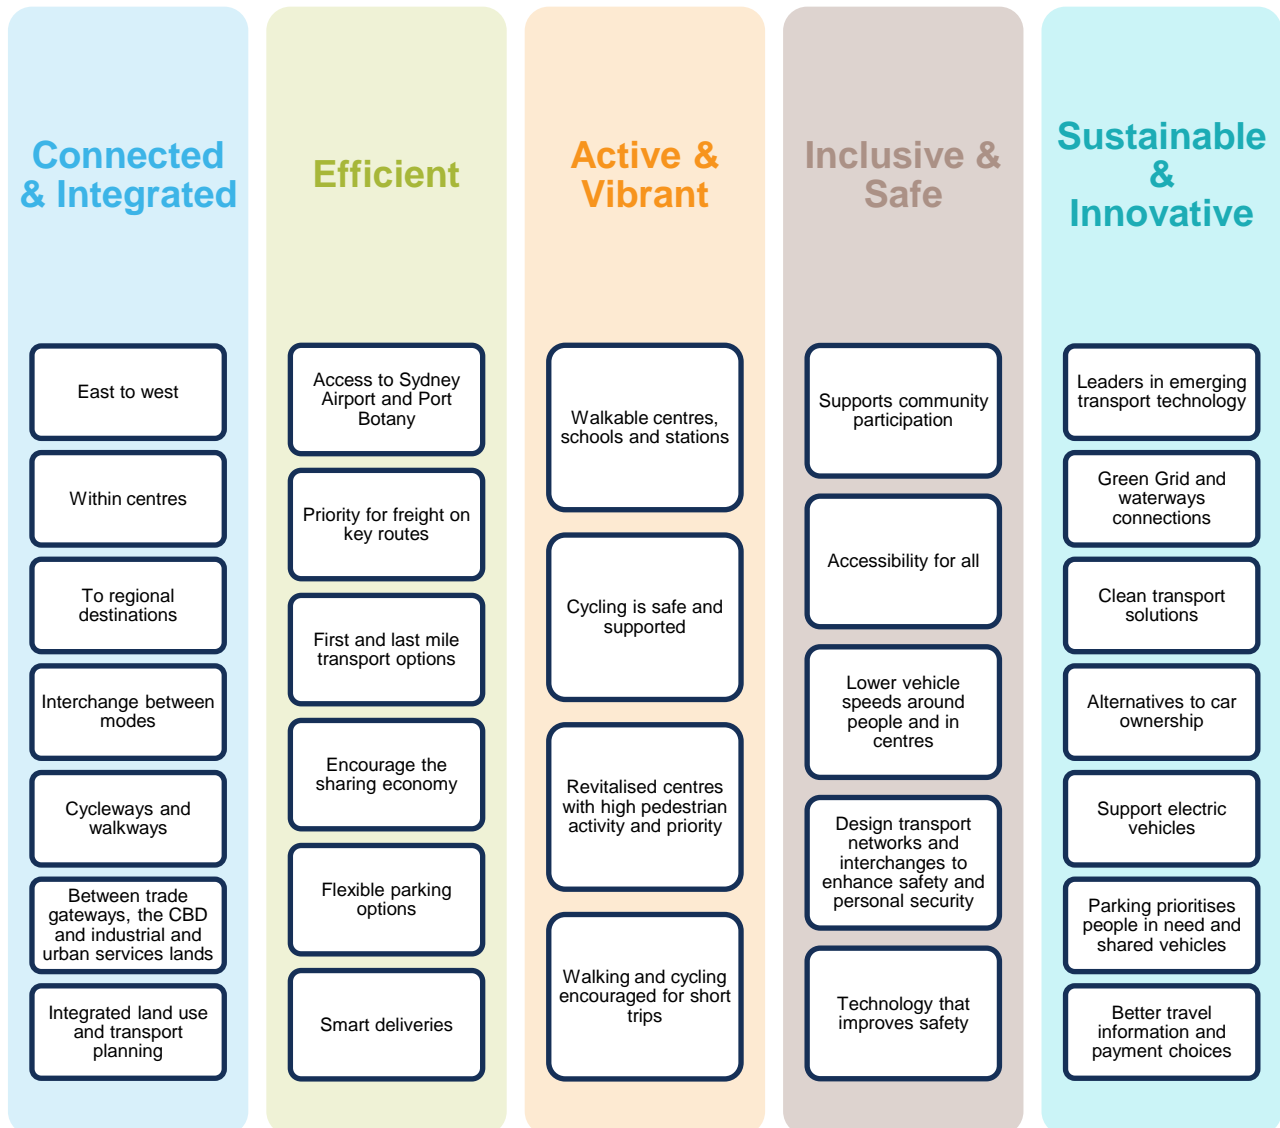 Connected
& Integrated
East to west
Within centres
To regional
destinations
Interchange between
modes
Cycleways and
walkways
Between trade
gateways, the CBD
and industrial and
urban services lands
Integrated land use
and transport
planning
Efficient
Access to Sydney
Airport and Port
Botany
Priority for freight on
key routes
First and last mile
transport options
Encourage the
sharing economy
Flexible parking
options
Smart deliveries
Active &
Vibrant
Walkable centres,
schools and stations
Cycling is safe and
supported
Revitalised centres
with high pedestrian
activity and priority
Walking and cycling
encouraged for short
trips
Inclusive &
Safe
Supports community
participation
Accessibility for all
Lower vehicle
speeds around
people and in
centres
Design transport
networks and
interchanges to
enhance safety and
personal security
Technology that
improves safety
Sustainable
&
Innovative
Leaders in emerging
transport technology
Green Grid and
waterways
connections
Clean transport
solutions
Alternatives to car
ownership
Support electric
vehicles
Parking prioritises
people in need and
shared vehicles
Better travel
information and
payment choices